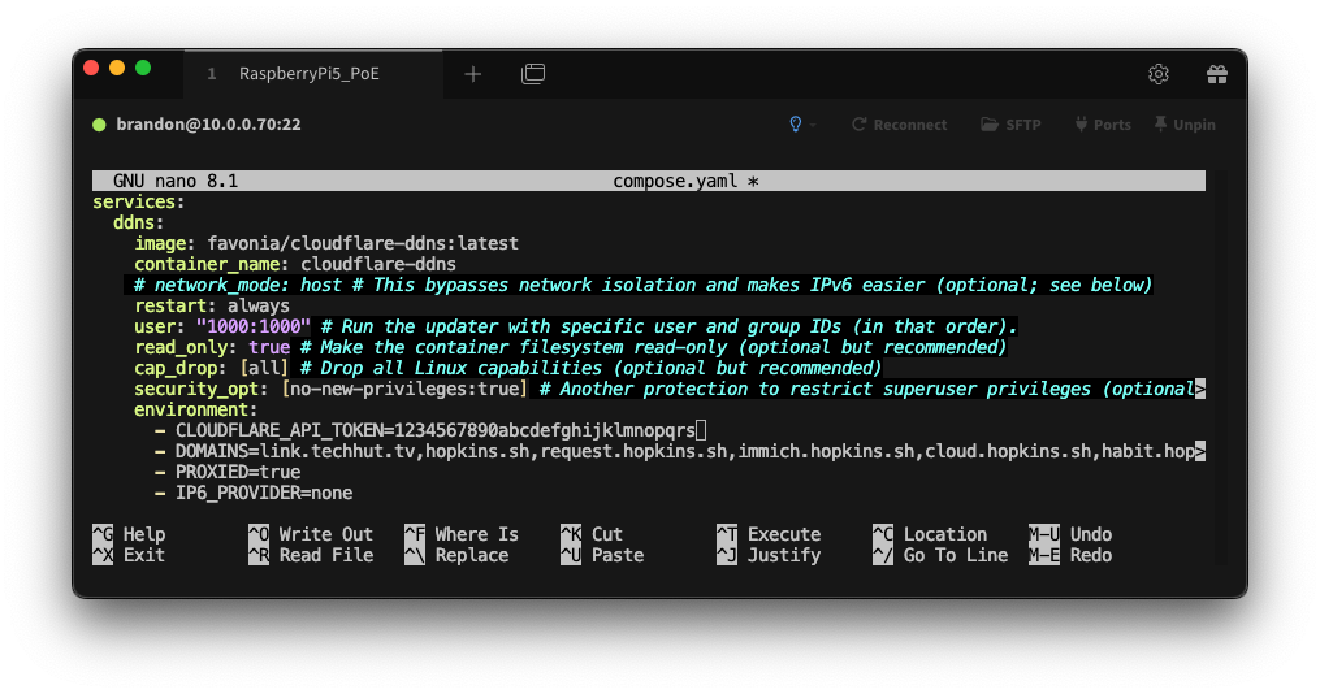 1 RaspberryPi5_PoE
brandon@10.0.0.70:22
Reconnect SFTP Ports Unpin
GNU nano 8.1 compose.yaml *
services:
  ddns:
    image: favonia/cloudflare-ddns:latest
    container_name: cloudflare-ddns
    # network_mode: host # This bypasses network isolation and makes IPv6 easier (optional; see below)
    restart: always
    user: "1000:1000" # Run the updater with specific user and group IDs (in that order).
    read_only: true # Make the container filesystem read-only (optional but recommended)
    cap_drop: [all] # Drop all Linux capabilities (optional but recommended)
    security_opt: [no-new-privileges:true] # Another protection to restrict superuser privileges (optional>
    environment:
      - CLOUDFLARE_API_TOKEN=1234567890abcdefghijklmnopqrs
      - DOMAINS=link.techhut.tv,hopkins.sh,request.hopkins.sh,immich.hopkins.sh,cloud.hopkins.sh,habit.hop>
      - PROXIED=true
      - IP6_PROVIDER=none
^G Help ^O Write Out ^F Where Is ^K Cut ^T Execute ^C Location M-U Undo
^X Exit ^R Read File ^\ Replace ^U Paste ^J Justify ^/ Go To Line M-E Redo